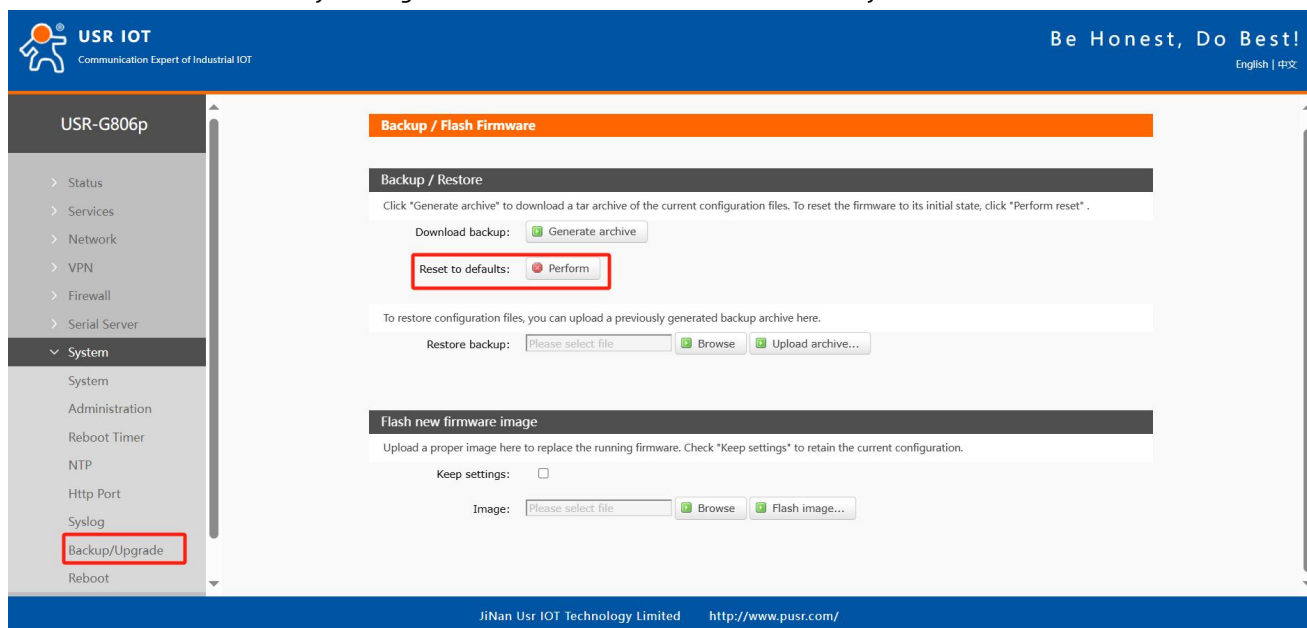 USR IOT
Communication Expert of Industrial IOT
Be Honest, Do Best!
English | 中文
USR-G806p
Status
Services
Network
VPN
Firewall
Serial Server
System
System
Administration
Reboot Timer
NTP
Http Port
Syslog
Backup/Upgrade
Reboot
Backup / Flash Firmware
Backup / Restore
Click "Generate archive" to download a tar archive of the current configuration files. To reset the firmware to its initial state, click "Perform reset" .
Download backup: Generate archive
Reset to defaults: Perform
To restore configuration files, you can upload a previously generated backup archive here.
Restore backup: Please select file Browse Upload archive...
Flash new firmware image
Upload a proper image here to replace the running firmware. Check "Keep settings" to retain the current configuration.
Keep settings:
Image: Please select file Browse Flash image...
JiNan Usr IOT Technology Limited http://www.pusr.com/